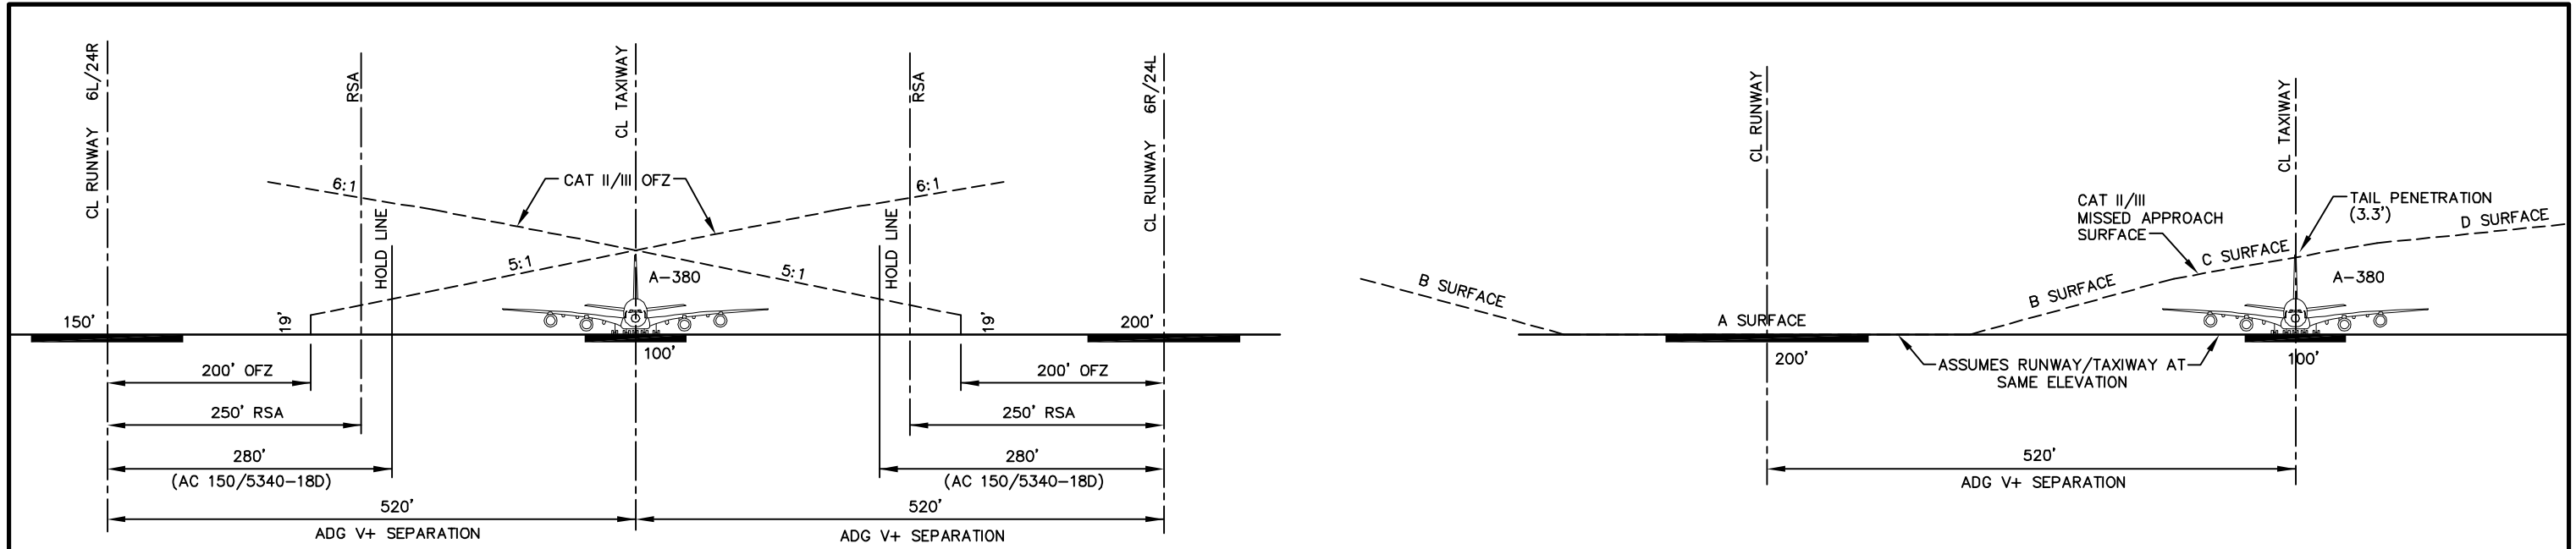 CL RUNWAY 6L/24R
RSA
CL TAXIWAY
RSA
CL RUNWAY 6R/24L
6:1
CAT II/III OFZ
6:1
HOLD LINE
HOLD LINE
5:1
5:1
A-380
150'
19'
19'
200'
100'
200' OFZ
200' OFZ
250' RSA
250' RSA
280'
(AC 150/5340-18D)
280'
(AC 150/5340-18D)
520'
ADG V+ SEPARATION
520'
ADG V+ SEPARATION
CL RUNWAY
CL TAXIWAY
CAT II/III
MISSED APPROACH
SURFACE
TAIL PENETRATION
(3.3')
D SURFACE
C SURFACE
B SURFACE
B SURFACE
A-380
A SURFACE
200'
100'
ASSUMES RUNWAY/TAXIWAY AT
SAME ELEVATION
520'
ADG V+ SEPARATION